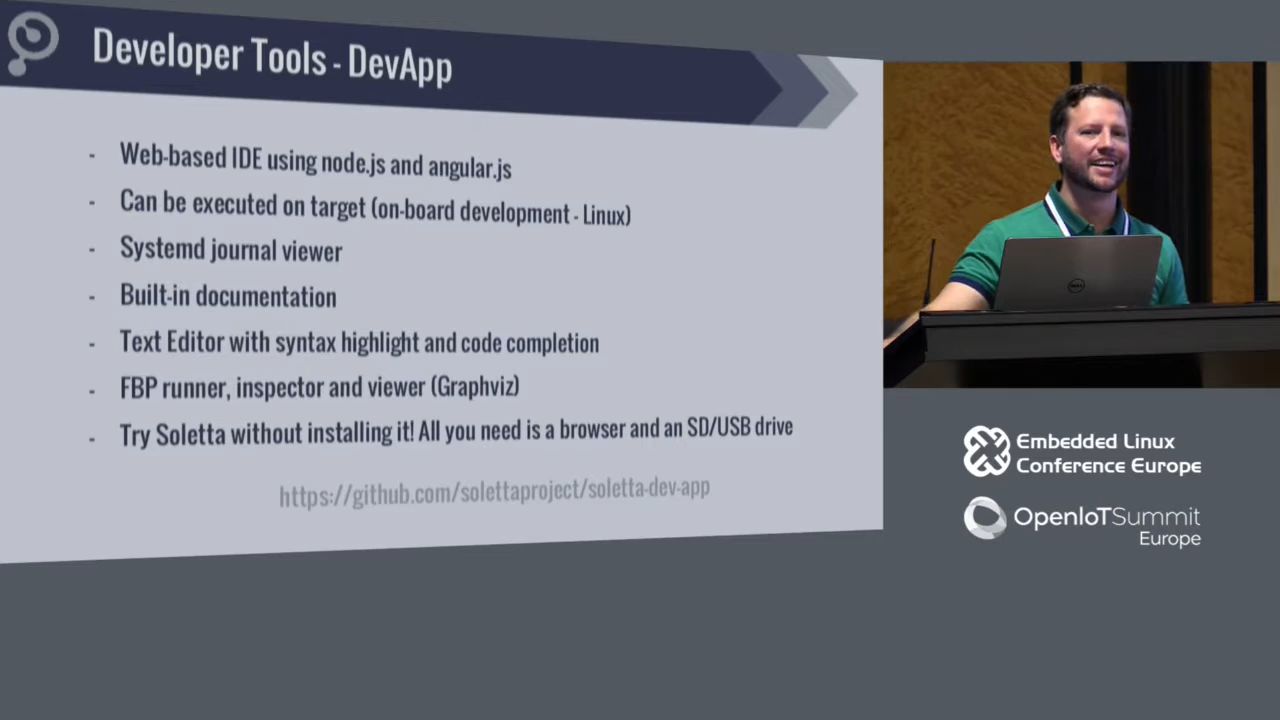 Developer Tools - DevApp
- Web-based IDE using node.js and angular.js
- Can be executed on target (on-board development - Linux)
- Systemd journal viewer
- Built-in documentation
- Text Editor with syntax highlight and code completion
- FBP runner, inspector and viewer (Graphviz)
- Try Soletta without installing it! All you need is a browser and an SD/USB drive
https://github.com/solettaproject/soletta-dev-app
DELL
Embedded Linux
Conference Europe
OpenIoTSummit
Europe